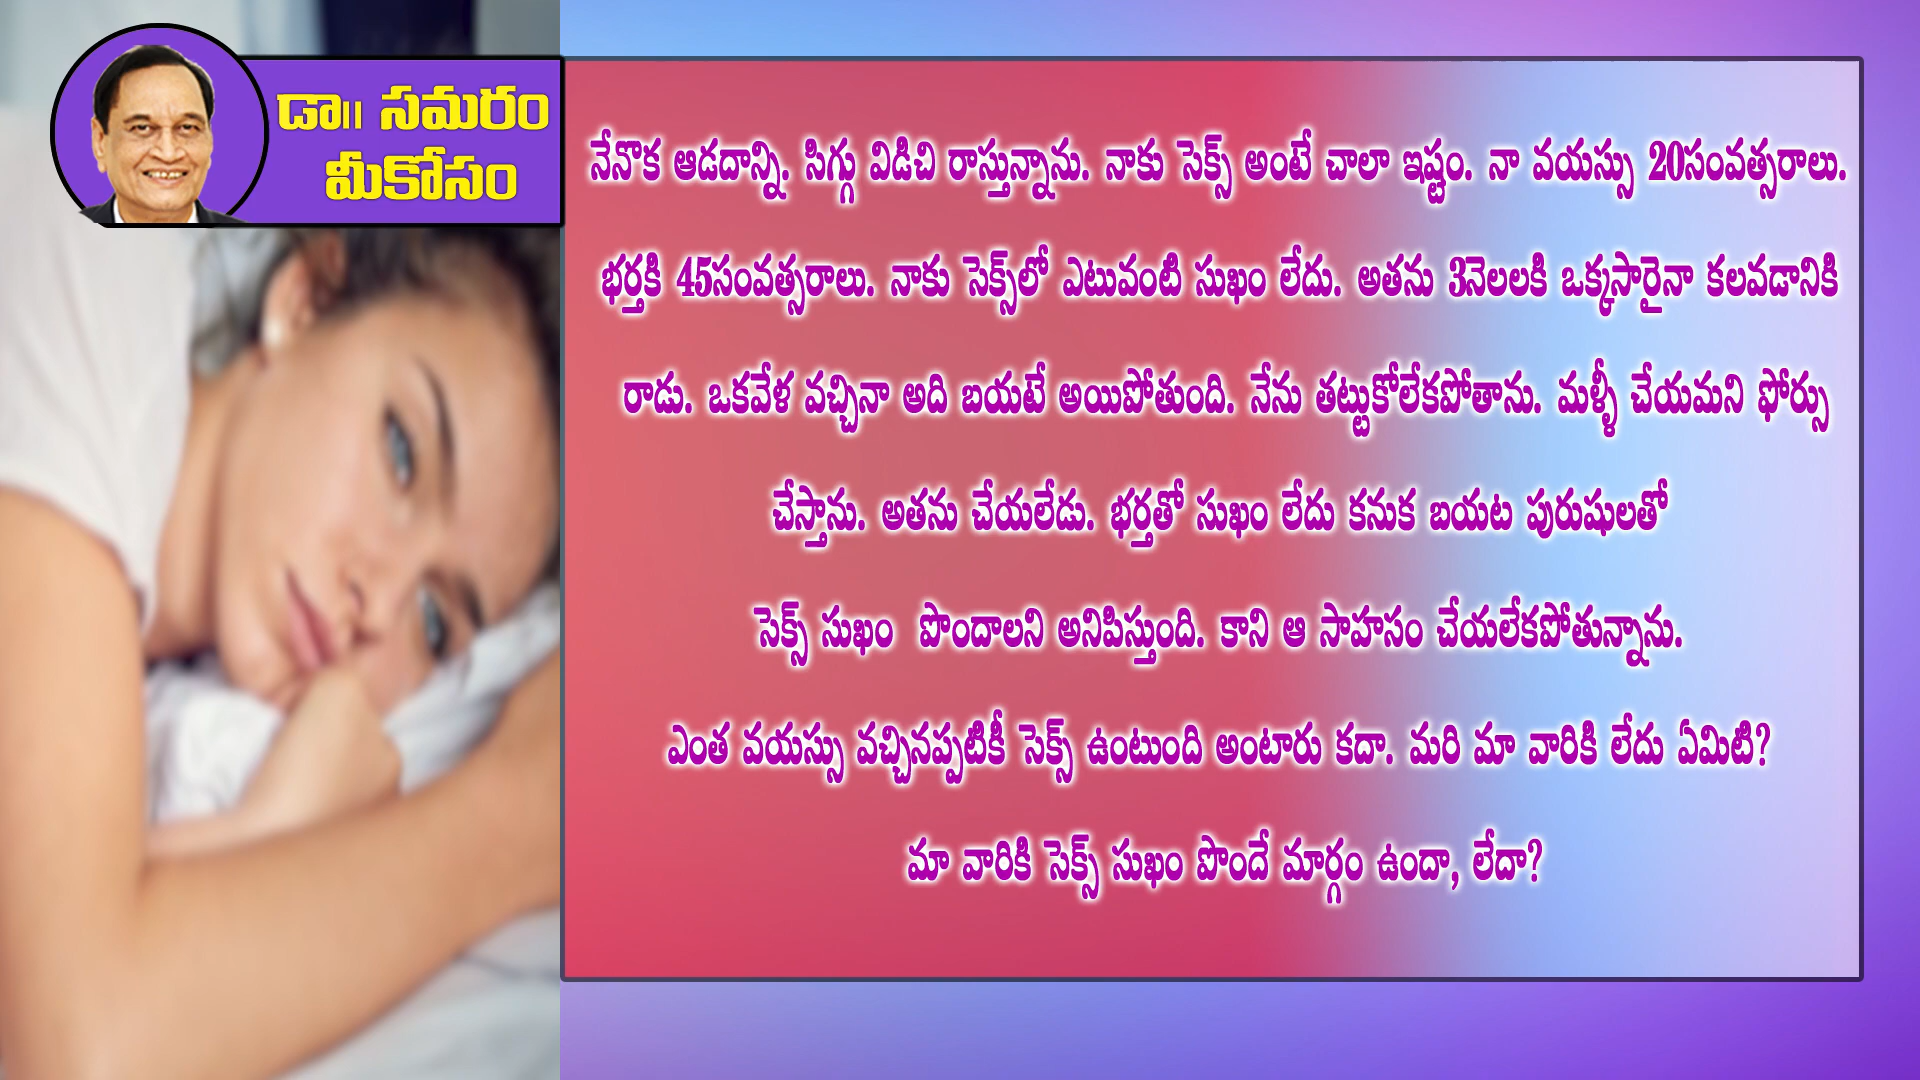 డా॥ సమరం
మీకోసం
నేనొక ఆడదాన్ని. సిగ్గు విడిచి రాస్తున్నాను. నాకు సెక్స్ అంటే చాలా ఇష్టం. నా వయస్సు 20సంవత్సరాలు.
భర్తకి 45సంవత్సరాలు. నాకు సెక్స్‌లో ఎటువంటి సుఖం లేదు. అతను 3నెలలకి ఒక్కసారైనా కలవడానికి
రాడు. ఒకవేళ వచ్చినా అది బయటే అయిపోతుంది. నేను తట్టుకోలేకపోతాను. మళ్ళీ చేయమని ఫోర్సు
చేస్తాను. అతను చేయలేడు. భర్తతో సుఖం లేదు కనుక బయట పురుషులతో
సెక్స్ సుఖం పొందాలని అనిపిస్తుంది. కాని ఆ సాహసం చేయలేకపోతున్నాను.
ఎంత వయస్సు వచ్చినప్పటికీ సెక్స్ ఉంటుంది అంటారు కదా. మరి మా వారికి లేదు ఏమిటి?
మా వారికి సెక్స్ సుఖం పొందే మార్గం ఉందా, లేదా?